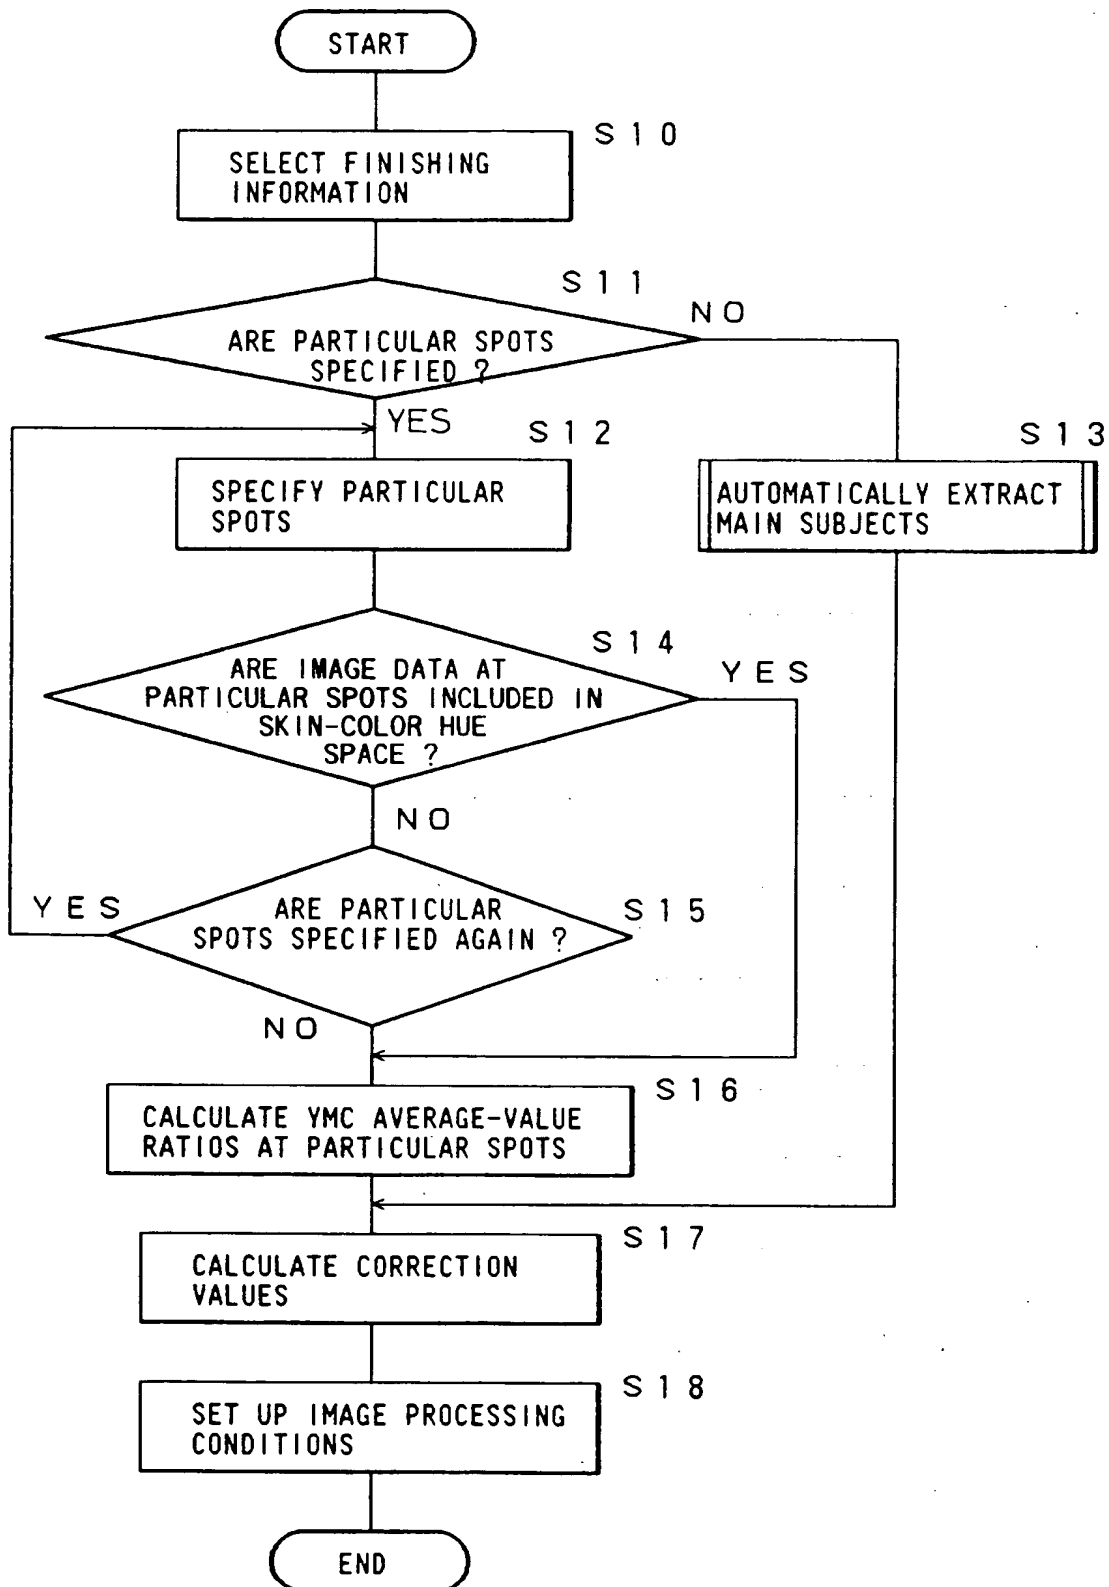 START
S10
SELECT FINISHING
INFORMATION
S11
NO
ARE PARTICULAR SPOTS
SPECIFIED ?
YES
S12
SPECIFY PARTICULAR
SPOTS
S13
AUTOMATICALLY EXTRACT
MAIN SUBJECTS
S14
YES
ARE IMAGE DATA AT
PARTICULAR SPOTS INCLUDED IN
SKIN-COLOR HUE
SPACE ?
NO
YES
S15
ARE PARTICULAR
SPOTS SPECIFIED AGAIN ?
NO
S16
CALCULATE YMC AVERAGE-VALUE
RATIOS AT PARTICULAR SPOTS
S17
CALCULATE CORRECTION
VALUES
S18
SET UP IMAGE PROCESSING
CONDITIONS
END